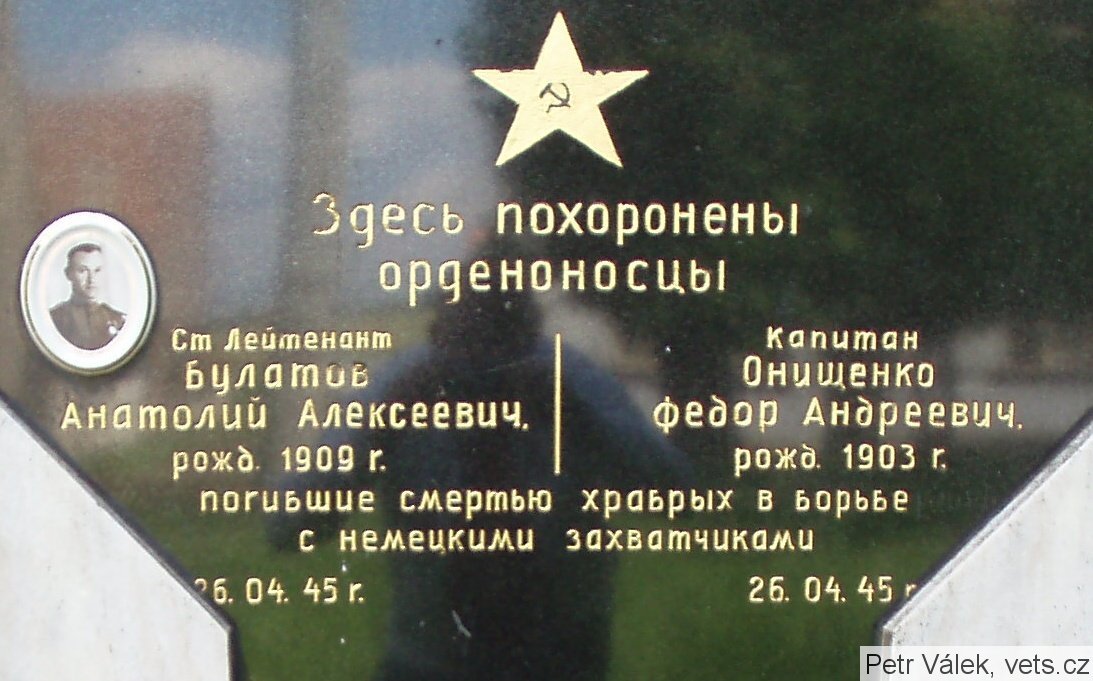 Здесь похоронены
орденоносцы
Ст Лейтенант
Булатов
Анатолий Алексеевич,
рожд. 1909 г.
Капитан
Онищенко
Федор Андреевич,
рожд. 1903 г.
погибшие смертью храбрых в борьбе
с немецкими захватчиками
26. 04. 45 г.
26. 04. 45 г
Petr Válek, vets.cz